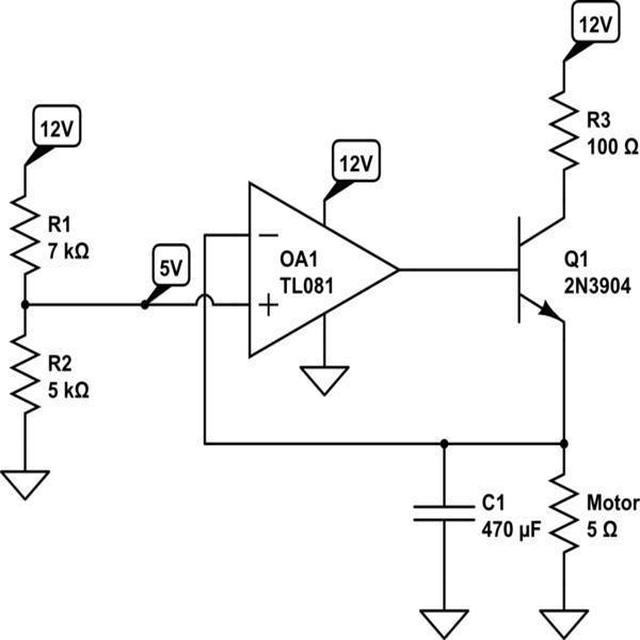 12V
R3
100 Ω
12V
R1
7 kΩ
12V
5V
OA1
TL081
−
+
Q1
2N3904
R2
5 kΩ
C1
470 µF
Motor
5 Ω